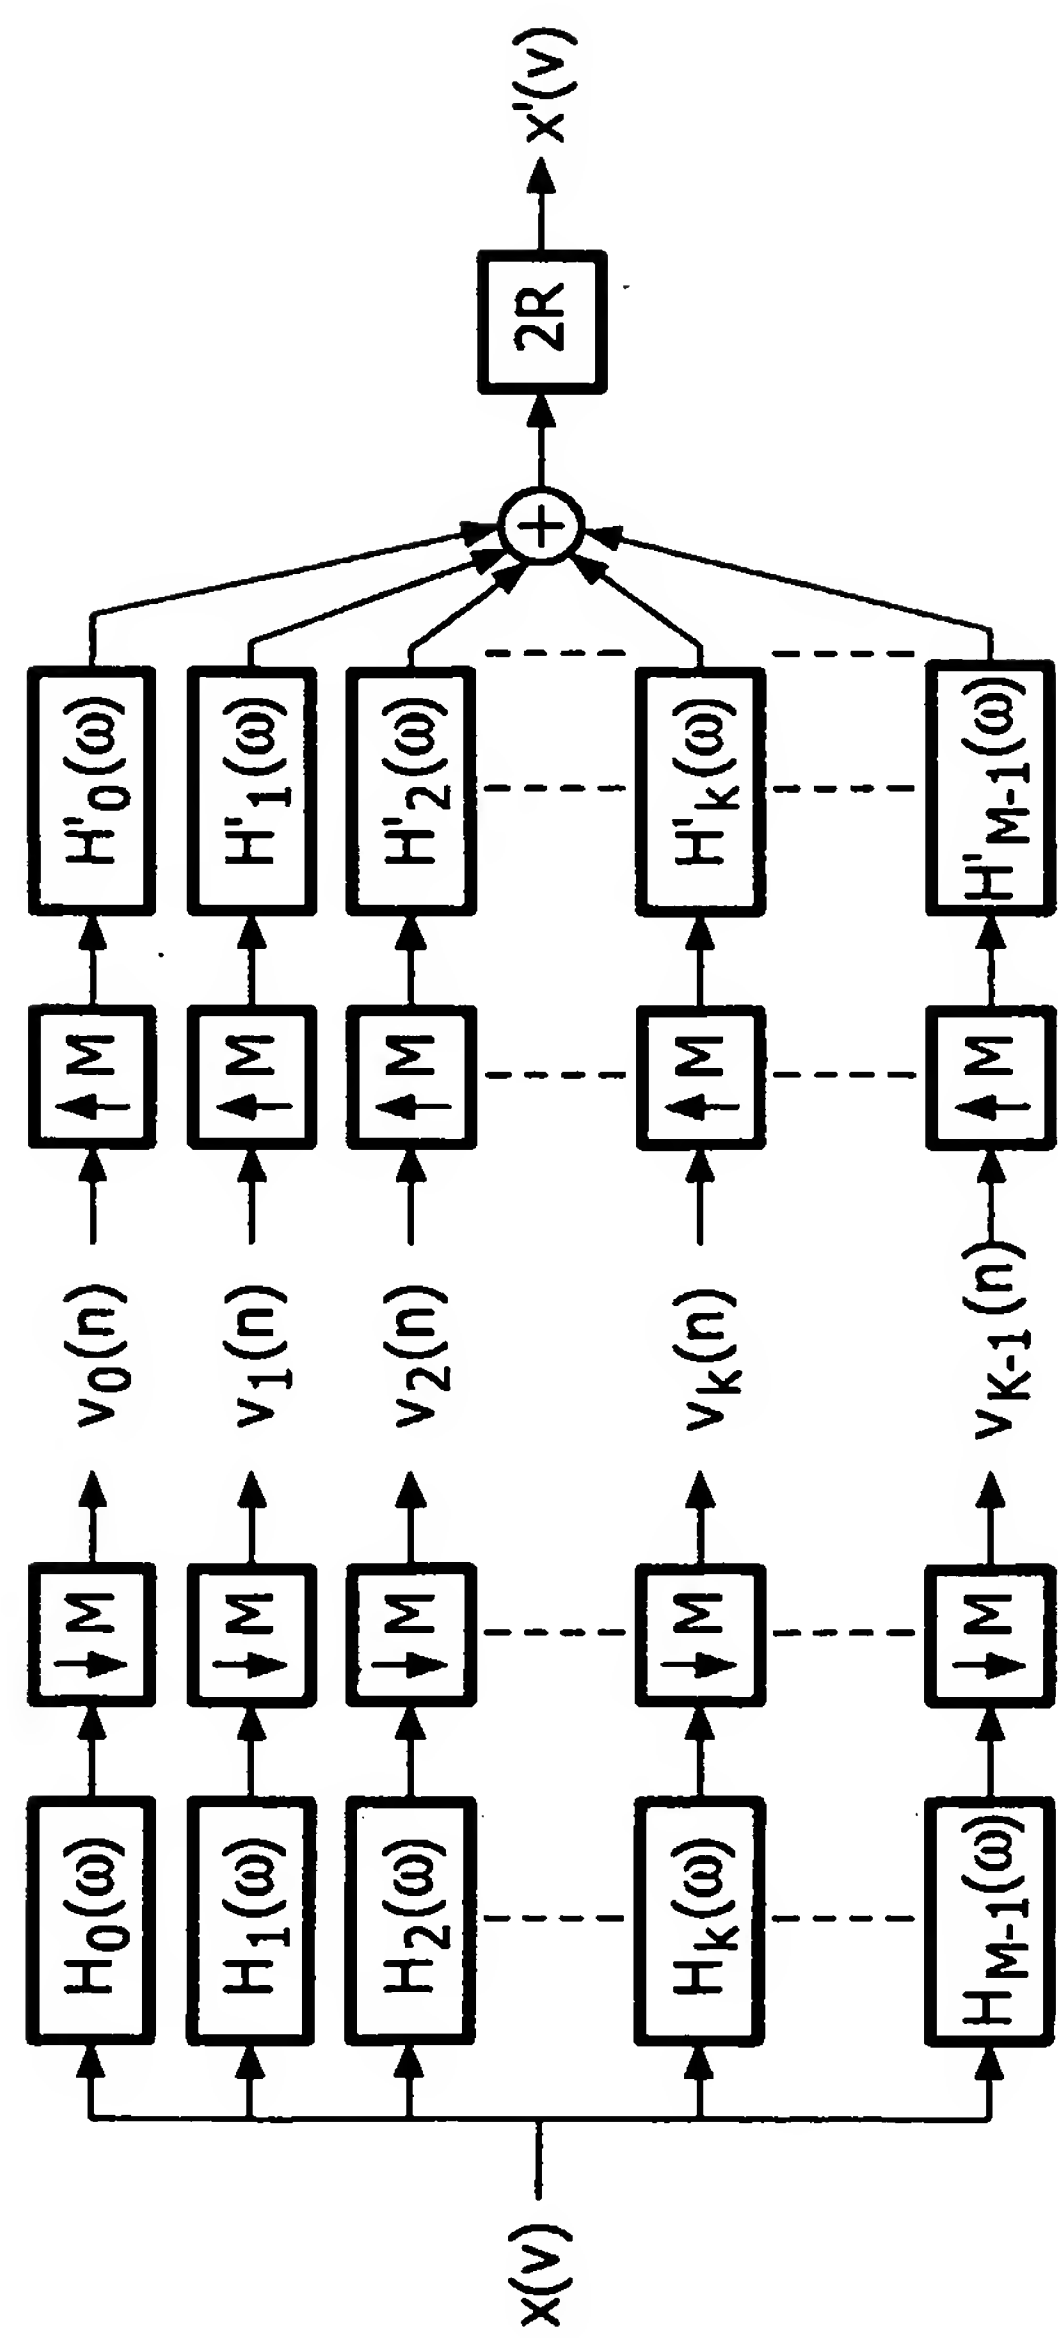 x(v)
H0(ω) ↓ M v0(n) ↑ M H'0(ω)
H1(ω) ↓ M v1(n) ↑ M H'1(ω)
H2(ω) ↓ M v2(n) ↑ M H'2(ω)
Hk(ω) ↓ M vk(n) ↑ M H'k(ω)
HM-1(ω) ↓ M vK-1(n) ↑ M H'M-1(ω)
+
2R
x'(v)